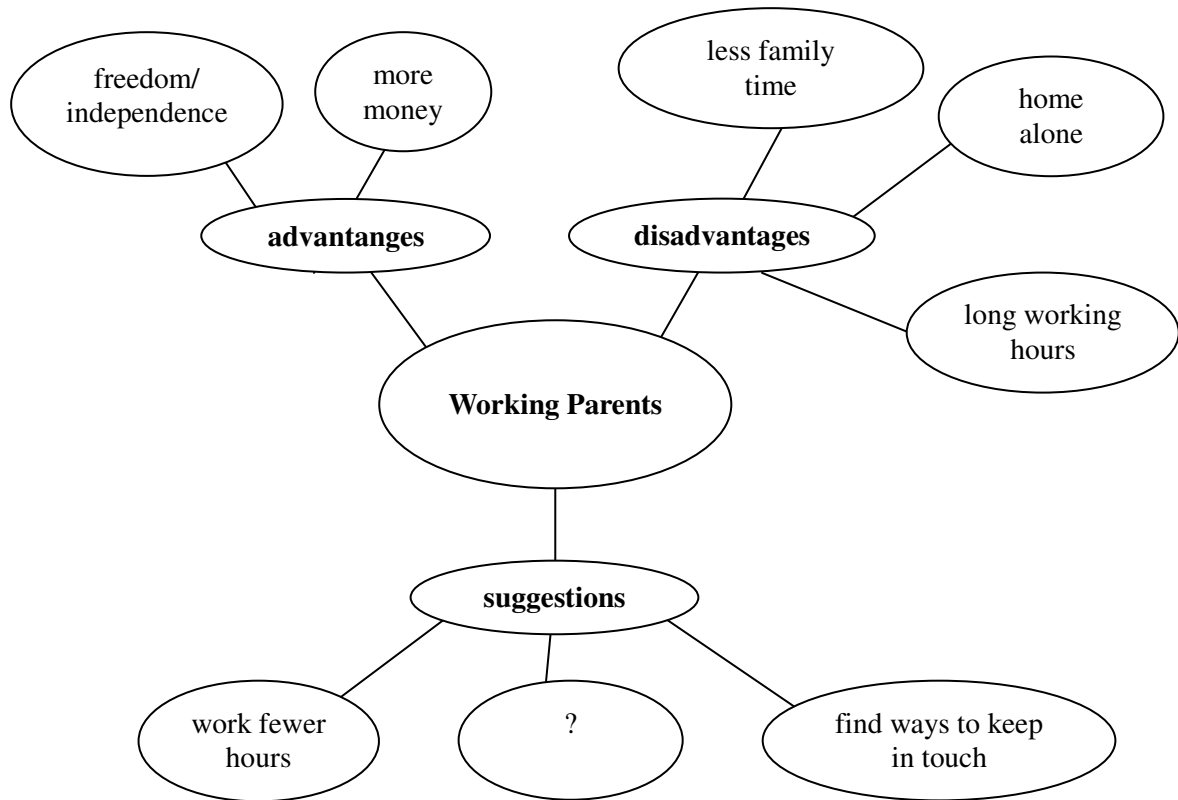 freedom/
independence
more
money
less family
time
home
alone
advantanges
disadvantages
long working
hours
Working Parents
suggestions
work fewer
hours
?
find ways to keep
in touch